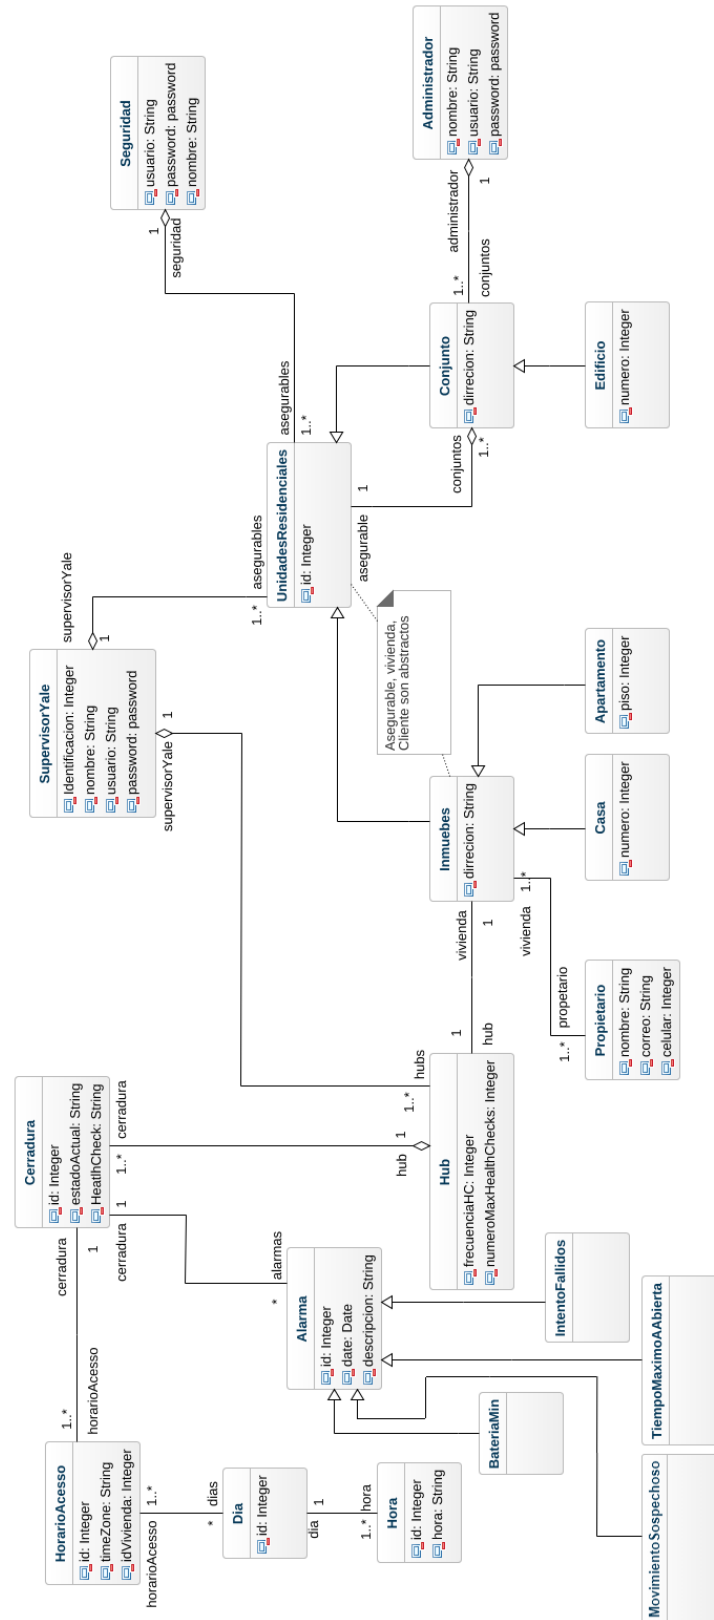 Seguridad
usuario: String
password: password
nombre: String
1
seguridad
Administrador
nombre: String
usuario: String
password: password
administrador
1
1..*
conjuntos
Conjunto
dirrecion: String
Edificio
numero: Integer
asegurables
1..*
conjuntos
1..*
UnidadesResidenciales
id: Integer
1
asegurable
asegurables
1..*
supervisorYale
1
SupervisorYale
Identificacion: Integer
nombre: String
usuario: String
password: password
1
supervisorYale
Asegurable, vivienda,
Cliente son abstractos
Apartamento
piso: Integer
Inmuebes
dirrecion: String
Casa
numero: Integer
vivienda
1
vivienda
1..*
Propietario
nombre: String
correo: String
celular: Integer
propetario
1..*
1
hub
hubs
1..*
Hub
frecuenciaHC: Integer
numeroMaxHealthChecks: Integer
hub
1
Cerradura
id: Integer
estadoActual: String
HeatlhCheck: String
cerradura
1..*
cerradura
1
cerradura
1
alarmas
*
Alarma
id: Integer
date: Date
descripcion: String
IntentoFallidos
TiempoMaximoAAbierta
BateriaMin
MovimientoSospechoso
1..*
horarioAcesso
HorarioAcesso
id: Integer
timeZone: String
idVivienda: Integer
1..*
horarioAcesso
dias
*
Dia
id: Integer
1
dia
hora
1..*
Hora
id: Integer
hora: String